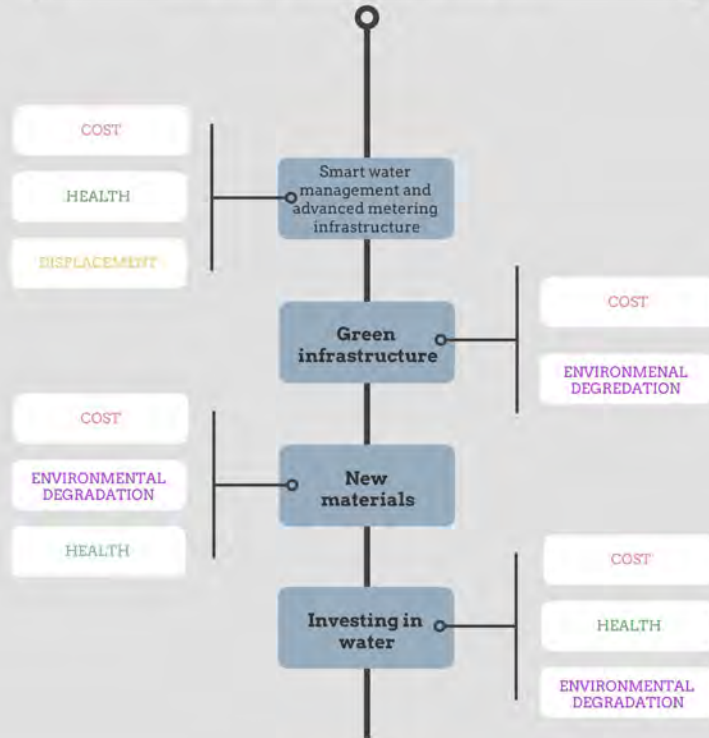 COST
HEALTH
DISPLACEMENT
Smart water
management and
advanced metering
infrastructure
Green
infrastructure
COST
ENVIRONMENAL
DEGREDATION
COST
ENVIRONMENTAL
DEGRADATION
HEALTH
New
materials
Investing in
water
COST
HEALTH
ENVIRONMENTAL
DEGRADATION